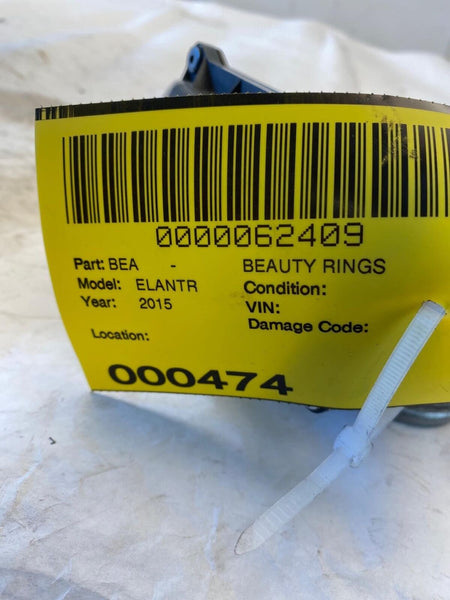 0000062409
Part: BEA - BEAUTY RINGS
Model: ELANTR Condition:
Year: 2015 VIN:
Damage Code:
Location:
000474